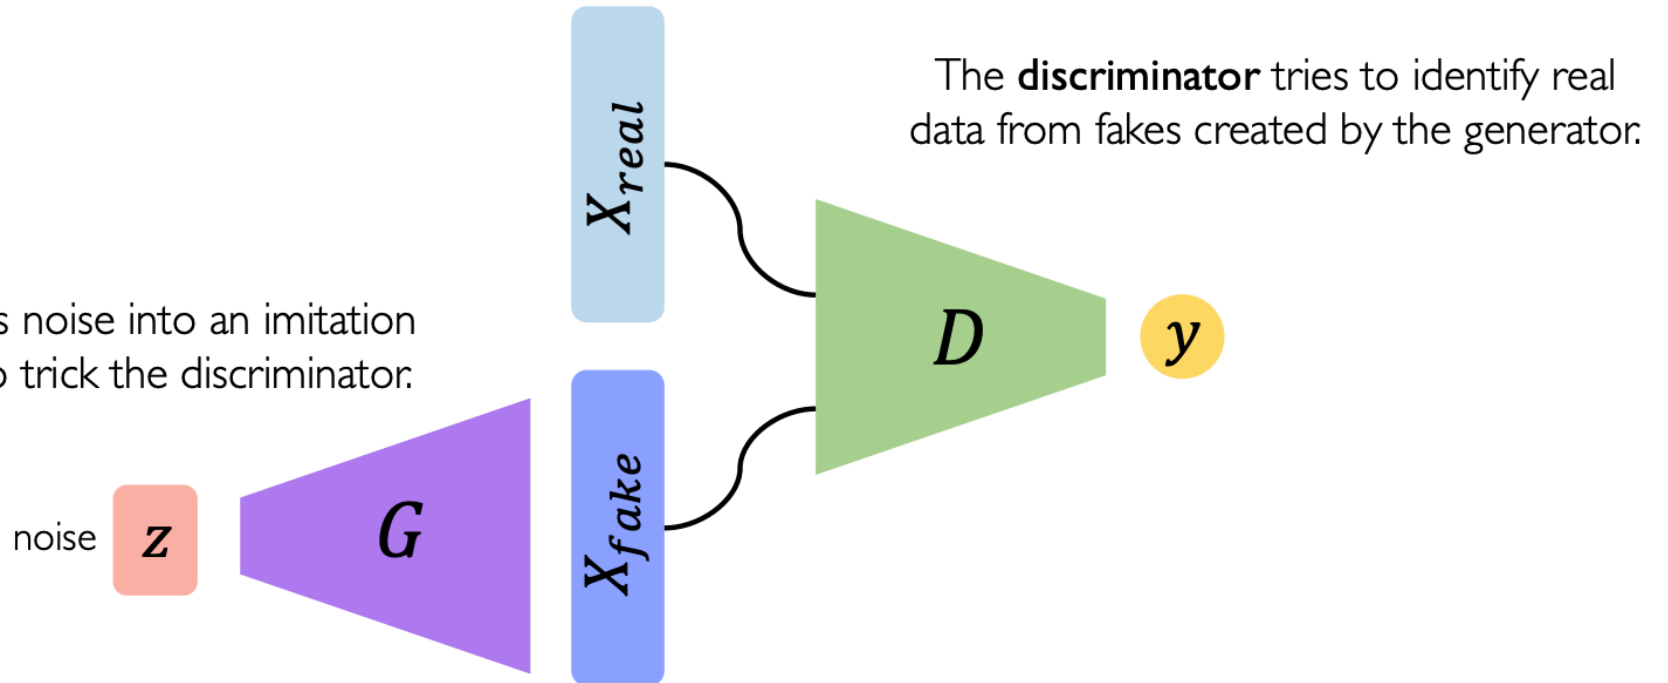 The discriminator tries to identify real
data from fakes created by the generator.
X_real
s noise into an imitation
trick the discriminator.
D
y
noise
z
G
X_fake